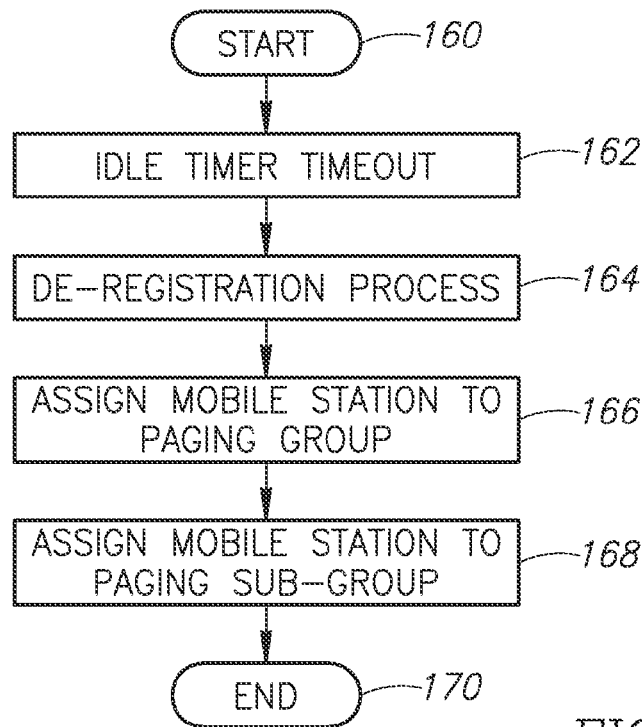 START
160
IDLE TIMER TIMEOUT
162
DE-REGISTRATION PROCESS
164
ASSIGN MOBILE STATION TO
PAGING GROUP
166
ASSIGN MOBILE STATION TO
PAGING SUB-GROUP
168
END
170